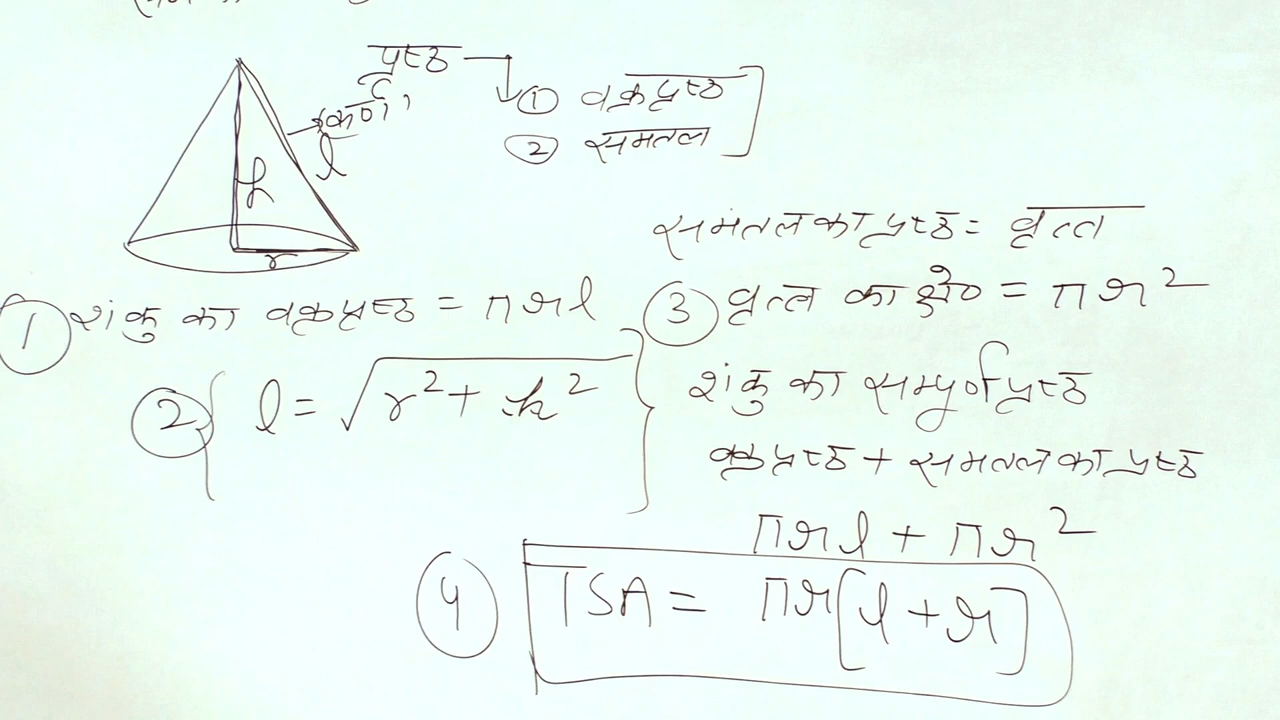 पृष्ठ
① वक्रपृष्ठ
② समतल
कर्ण,
l
h
r
समतल का पृष्ठ = वृत्त
① शंकु का वक्रपृष्ठ = πrl
② l = √r² + h²
③ वृत्त का क्षे० = πr²
शंकु का सम्पुर्ण पृष्ठ
वक्रपृष्ठ + समतल का पृष्ठ
πrl + πr²
④ TSA = πr[l + r]